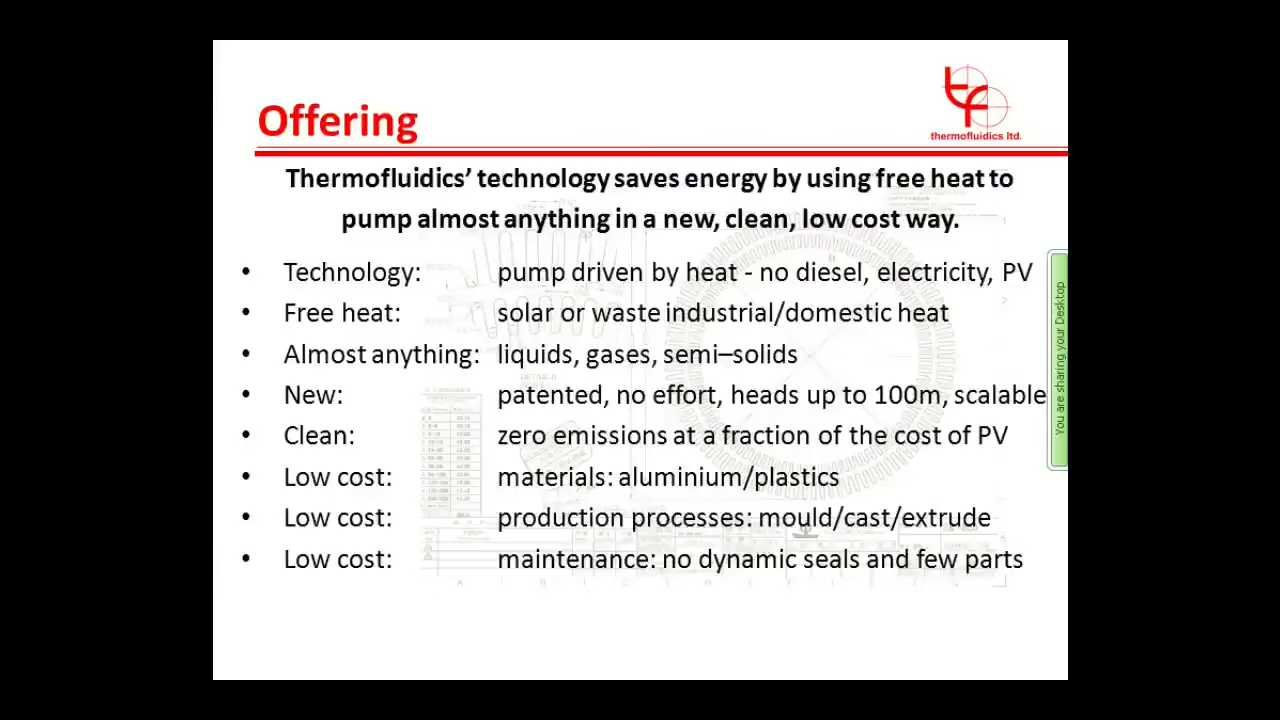 Offering
thermofluidics ltd.
Thermofluidics’ technology saves energy by using free heat to
pump almost anything in a new, clean, low cost way.
• Technology: pump driven by heat - no diesel, electricity, PV
• Free heat: solar or waste industrial/domestic heat
• Almost anything: liquids, gases, semi–solids
• New: patented, no effort, heads up to 100m, scalable
• Clean: zero emissions at a fraction of the cost of PV
• Low cost: materials: aluminium/plastics
• Low cost: production processes: mould/cast/extrude
• Low cost: maintenance: no dynamic seals and few parts
You are sharing your Desktop